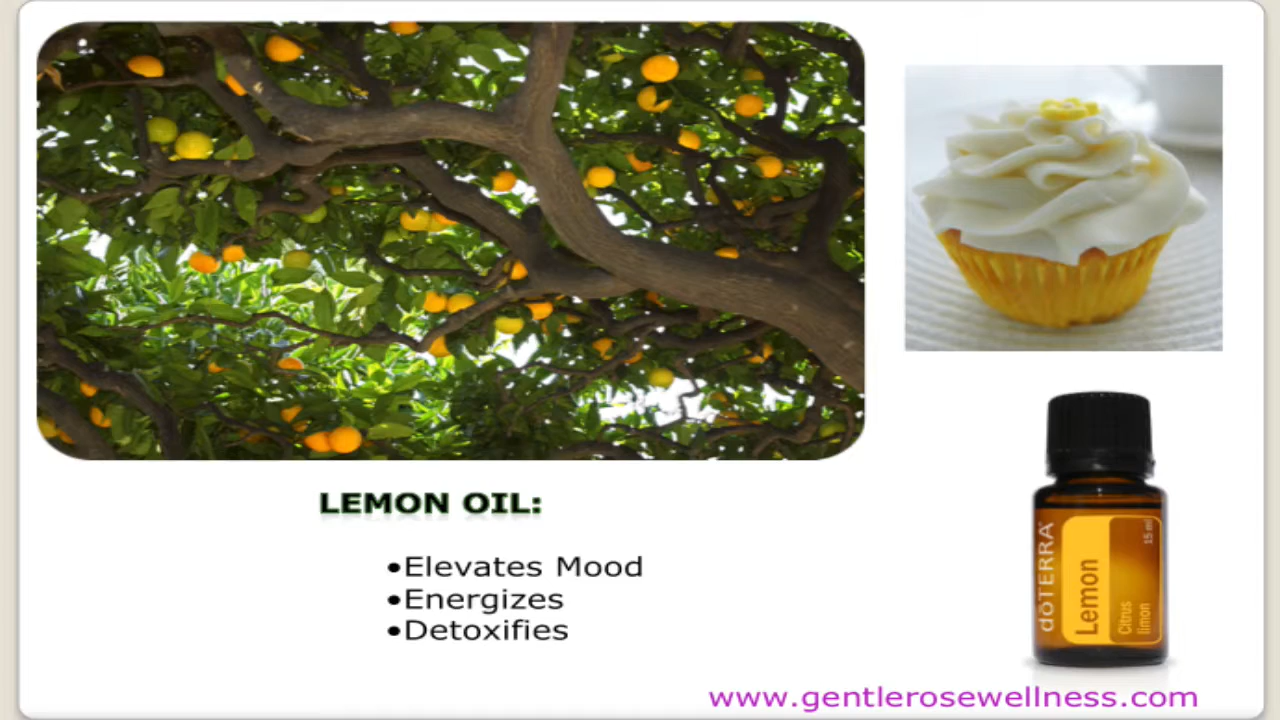 LEMON OIL:
•Elevates Mood
•Energizes
•Detoxifies
dōTERRA
Lemon
Citrus
limon
15 ml
www.gentlerosewellness.com